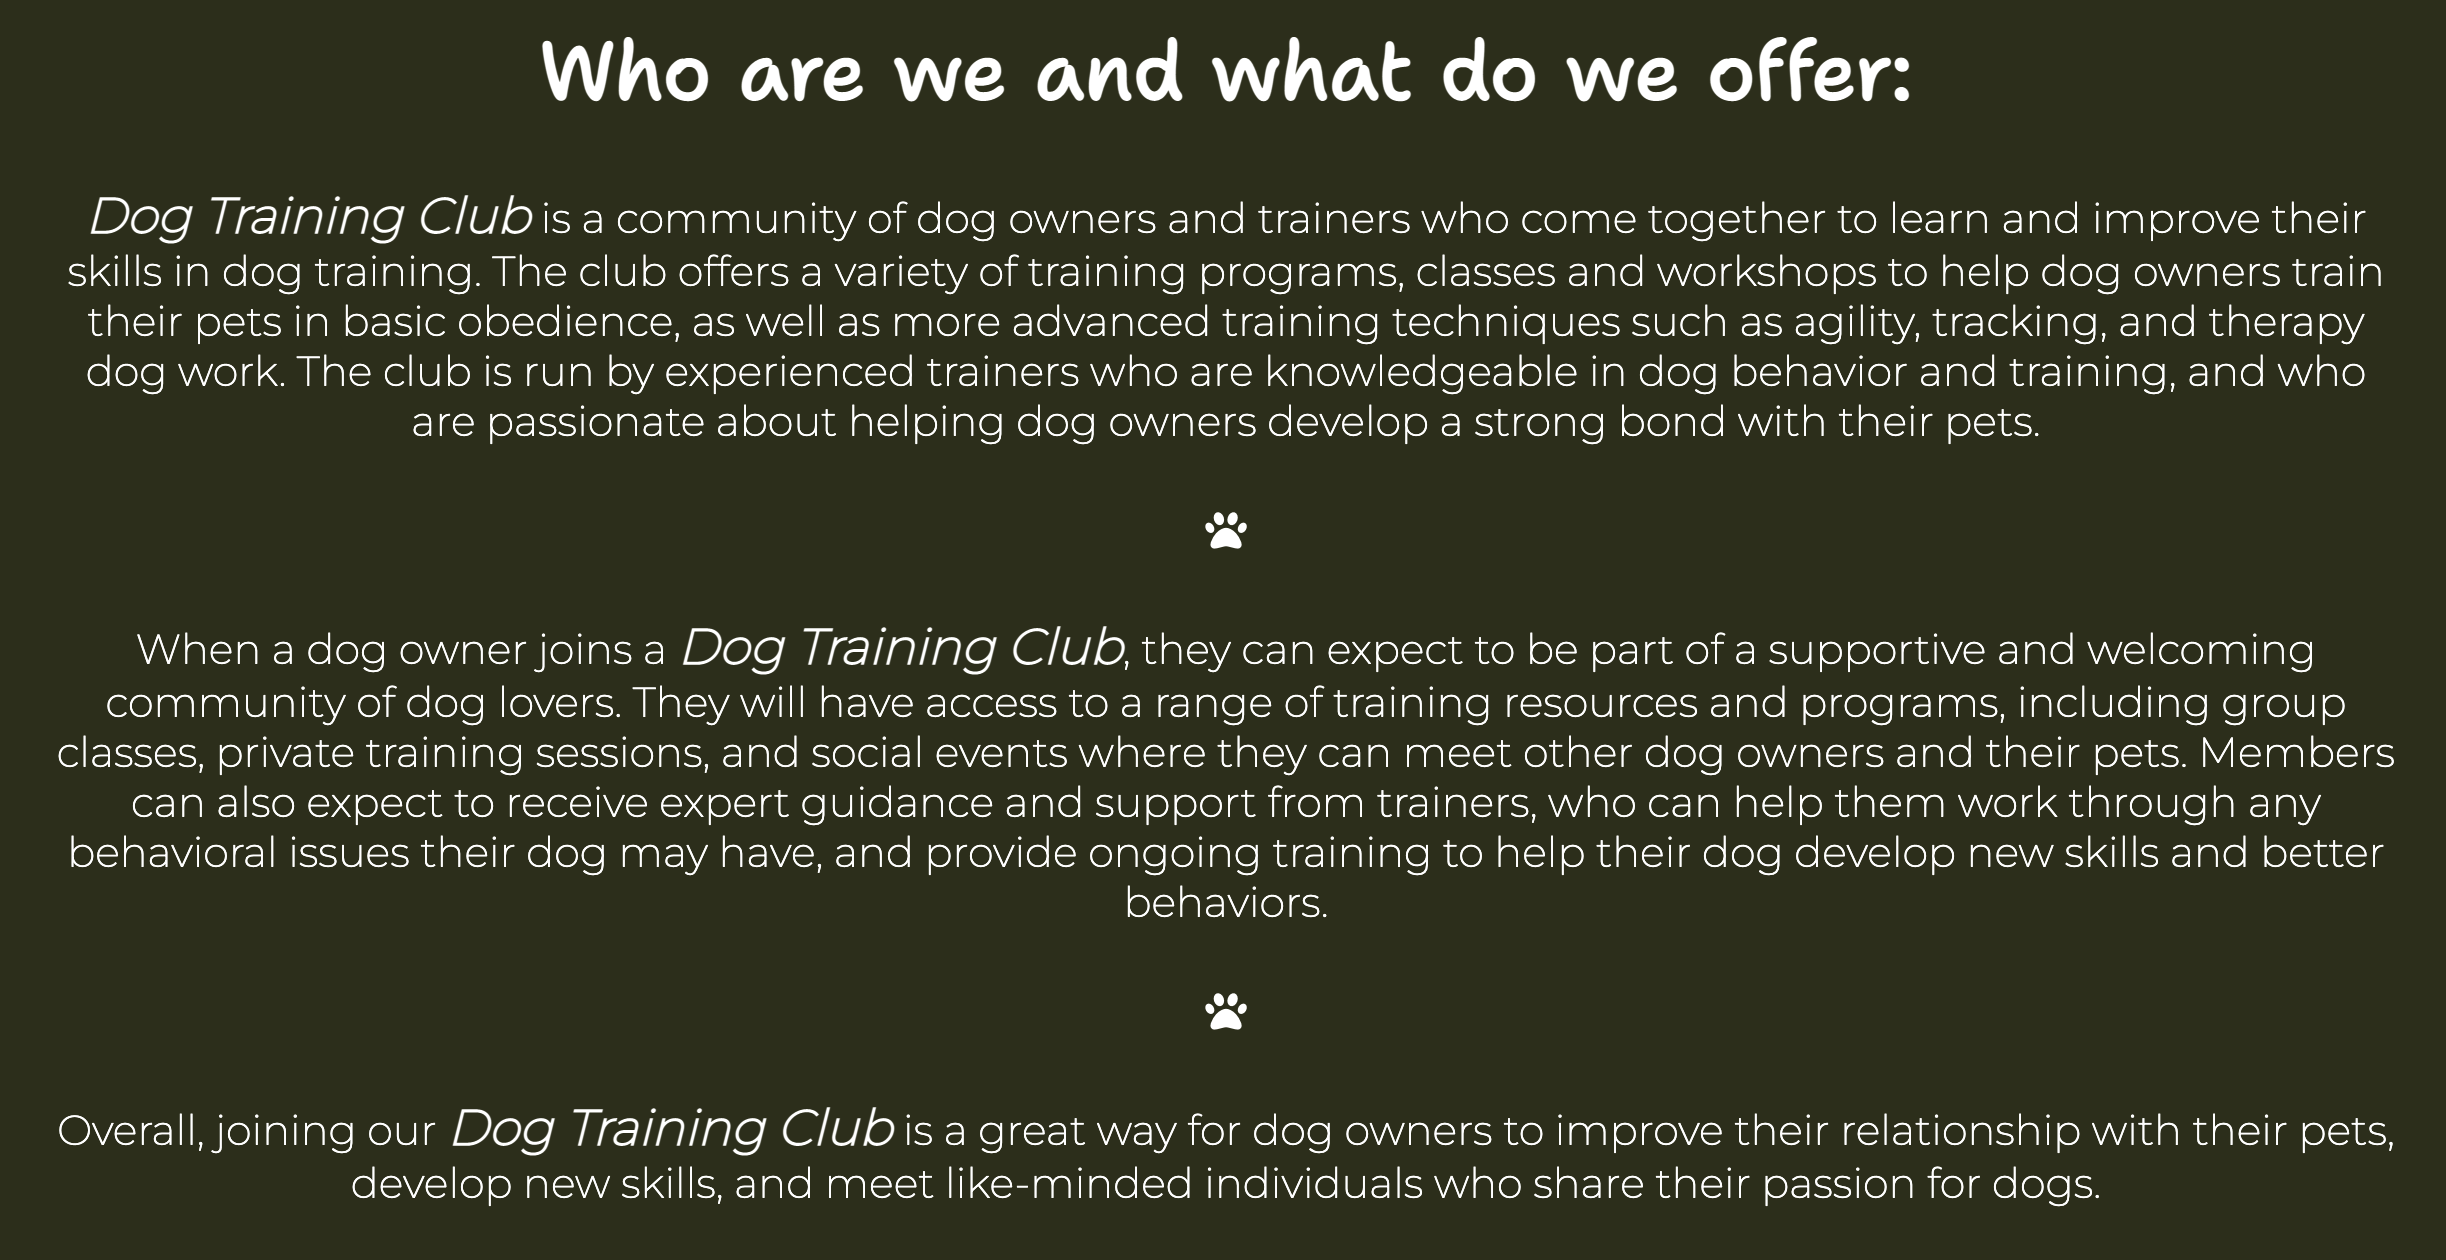 Who are we and what do we offer:
Dog Training Club is a community of dog owners and trainers who come together to learn and improve their
skills in dog training. The club offers a variety of training programs, classes and workshops to help dog owners train
their pets in basic obedience, as well as more advanced training techniques such as agility, tracking, and therapy
dog work. The club is run by experienced trainers who are knowledgeable in dog behavior and training, and who
are passionate about helping dog owners develop a strong bond with their pets.
When a dog owner joins a Dog Training Club, they can expect to be part of a supportive and welcoming
community of dog lovers. They will have access to a range of training resources and programs, including group
classes, private training sessions, and social events where they can meet other dog owners and their pets. Members
can also expect to receive expert guidance and support from trainers, who can help them work through any
behavioral issues their dog may have, and provide ongoing training to help their dog develop new skills and better
behaviors.
Overall, joining our Dog Training Club is a great way for dog owners to improve their relationship with their pets,
develop new skills, and meet like-minded individuals who share their passion for dogs.